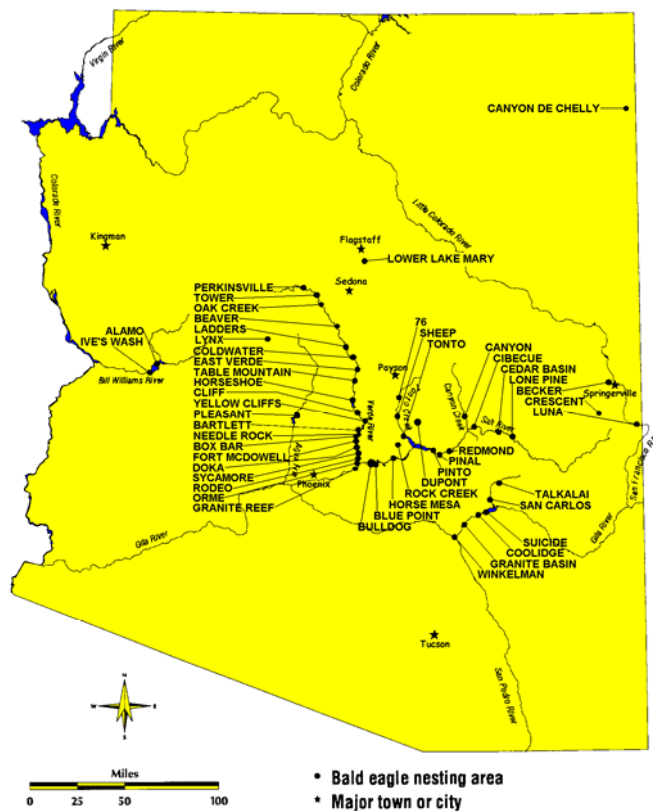 Virgin River
Colorado River
CANYON DE CHELLY
Colorado River
Little Colorado River
Kingman
Flagstaff
LOWER LAKE MARY
Sedona
PERKINSVILLE
TOWER
OAK CREEK
BEAVER
LADDERS
LYNX
COLDWATER
EAST VERDE
TABLE MOUNTAIN
HORSESHOE
CLIFF
YELLOW CLIFFS
PLEASANT
BARTLETT
NEEDLE ROCK
BOX BAR
FORT MCDOWELL
DOKA
SYCAMORE
RODEO
ORME
GRANITE REEF
ALAMO
IVE'S WASH
Bill Williams River
76
SHEEP
TONTO
Payson
CANYON
CIBECUE
CEDAR BASIN
LONE PINE
BECKER
CRESCENT
LUNA
Springerville
Verde River
Tonto Creek
Canyon Creek
Salt River
Agua Fria
Phoenix
REDMOND
PINAL
PINTO
DUPONT
ROCK CREEK
HORSE MESA
BLUE POINT
BULLDOG
TALKALAI
SAN CARLOS
SUICIDE
COOLIDGE
GRANITE BASIN
WINKELMAN
San Francisco
Gila River
Gila River
Tucson
San Pedro River
N
W E
S
Miles
0 25 50 100
Bald eagle nesting area
Major town or city